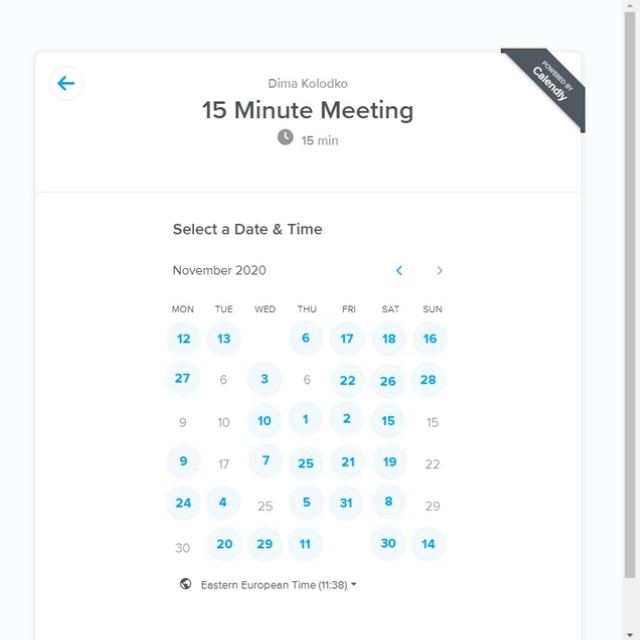 POWERED BY
Calendly
Dima Kolodko
15 Minute Meeting
15 min
Select a Date & Time
November 2020
MON TUE WED THU FRI SAT SUN
12 13 6 17 18 16
27 6 3 6 22 26 28
9 10 10 1 2 15 15
9 17 7 25 21 19 22
24 4 25 5 31 8 29
30 20 29 11 30 14
Eastern European Time (11:38)